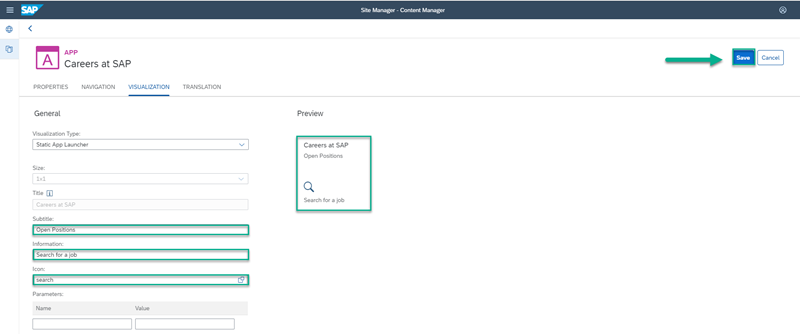 SAP
Site Manager - Content Manager
A
APP
Careers at SAP
Save
Cancel
PROPERTIES
NAVIGATION
VISUALIZATION
TRANSLATION
General
Visualization Type:
Static App Launcher
Size:
1x1
Title
Careers at SAP
Subtitle:
Open Positions
Information:
Search for a job
Icon:
search
Parameters:
Name
Value
Preview
Careers at SAP
Open Positions
Search for a job